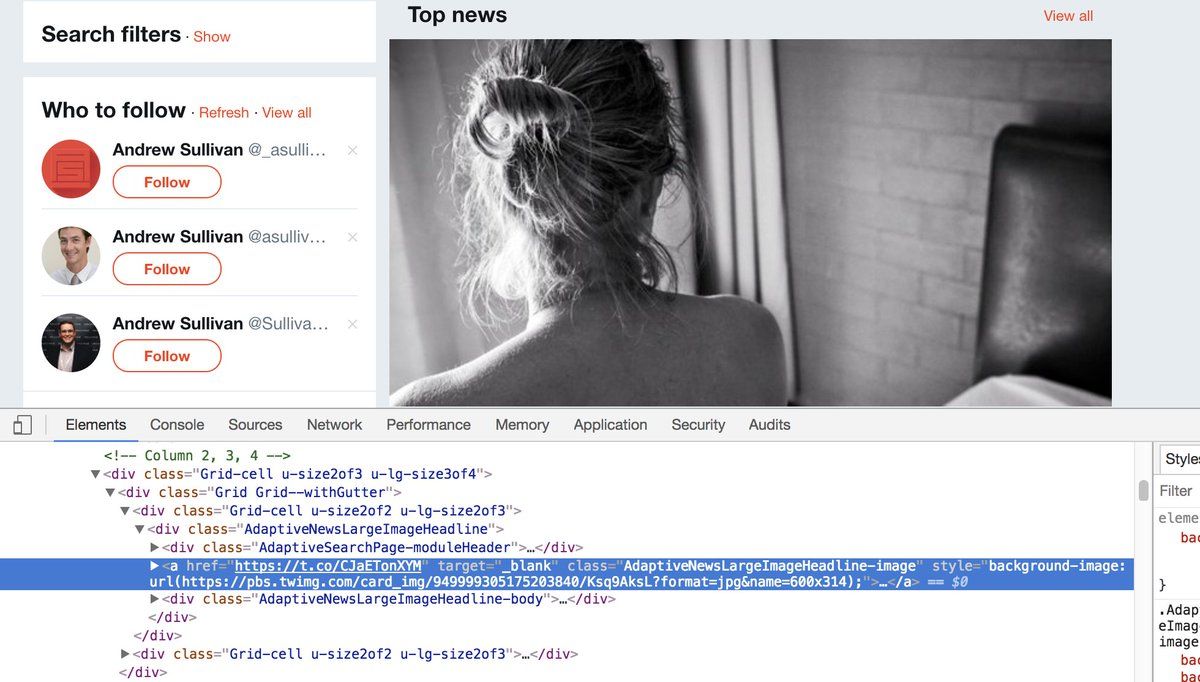 Search filters · Show
Who to follow · Refresh · View all
Andrew Sullivan @_asulli…
Follow
Andrew Sullivan @asulliv…
Follow
Andrew Sullivan @Sulliva…
Follow
Top news
View all
Elements Console Sources Network Performance Memory Application Security Audits
<!-- Column 2, 3, 4 -->
▼<div class="Grid-cell u-size2of3 u-lg-size3of4">
▼<div class="Grid Grid--withGutter">
▼<div class="Grid-cell u-size2of2 u-lg-size2of3">
▼<div class="AdaptiveNewsLargeImageHeadline">
▶<div class="AdaptiveSearchPage-moduleHeader">…</div>
▶<a href="https://t.co/CJaETonXYM" target="_blank" class="AdaptiveNewsLargeImageHeadline-image" style="background-image:
url(https://pbs.twimg.com/card_img/949999305175203840/Ksq9AksL?format=jpg&name=600x314);">…</a> == $0
▶<div class="AdaptiveNewsLargeImageHeadline-body">…</div>
</div>
</div>
▶<div class="Grid-cell u-size2of2 u-lg-size2of3">…</div>
</div>
Styles
Filter
eleme
bac
}
.Adap
eImag
image
bac
bac